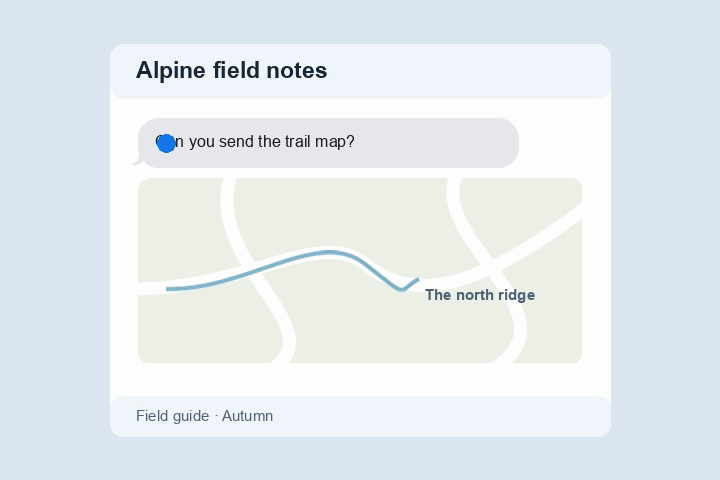 Alpine field notes
you send the trail map?
The north ridge
Field guide · Autumn